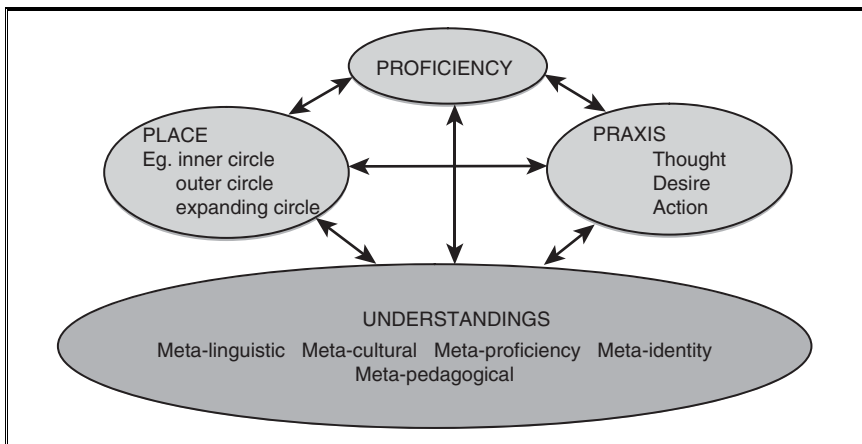 PROFICIENCY
PLACE
Eg. inner circle
outer circle
expanding circle
PRAXIS
Thought
Desire
Action
UNDERSTANDINGS
Meta-linguistic Meta-cultural Meta-proficiency Meta-identity
Meta-pedagogical